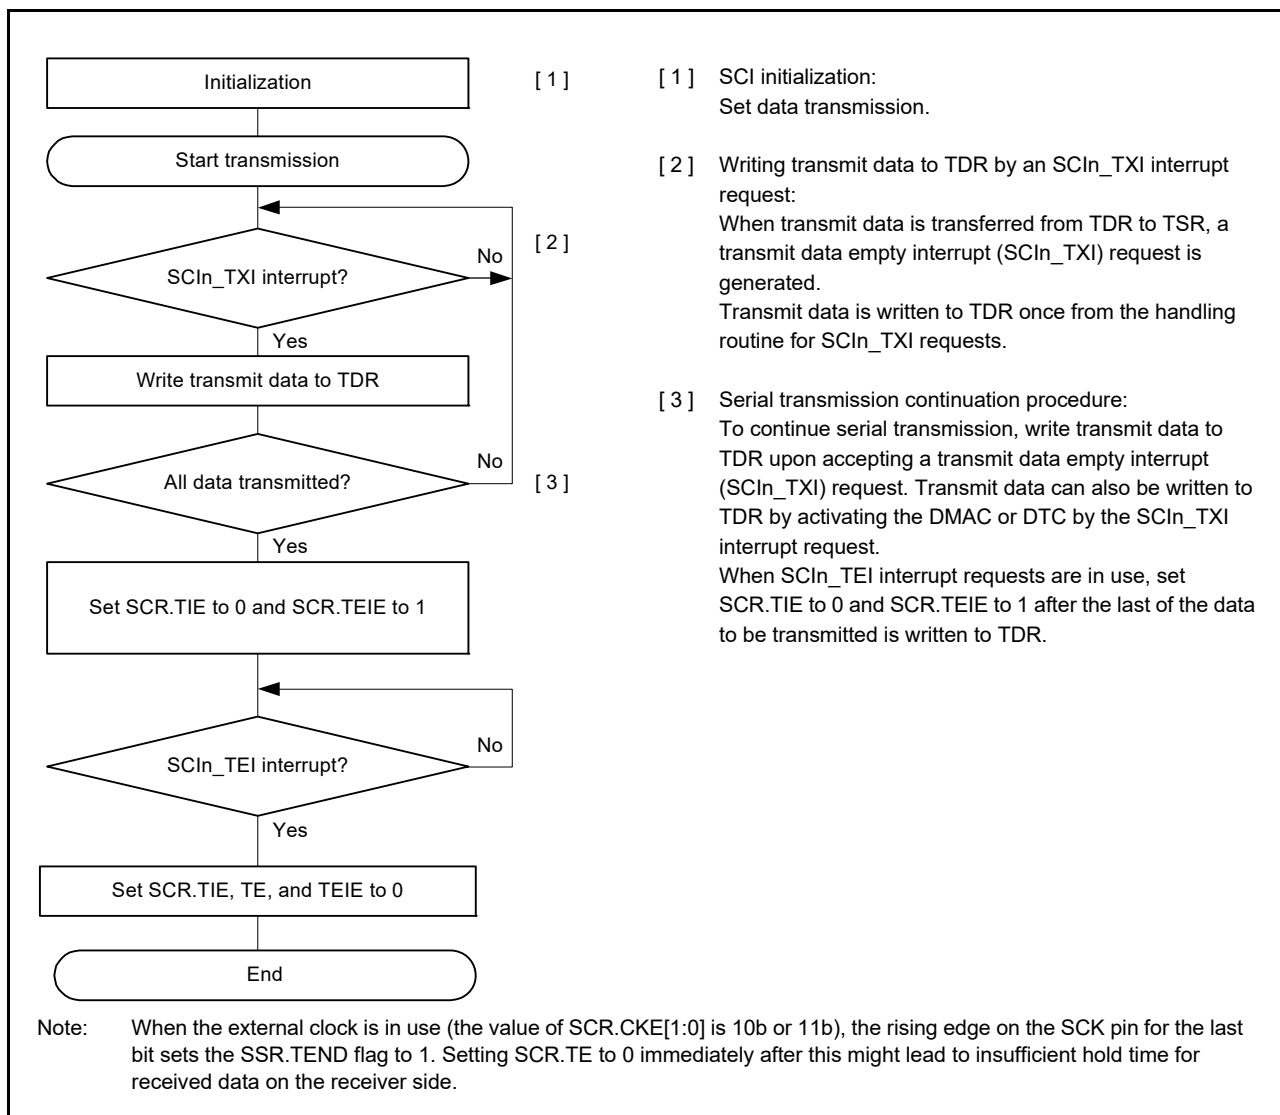 Initialization
[ 1 ]
Start transmission
[ 2 ]
No
SCIn_TXI interrupt?
Yes
Write transmit data to TDR
No
All data transmitted?
[ 3 ]
Yes
Set SCR.TIE to 0 and SCR.TEIE to 1
No
SCIn_TEI interrupt?
Yes
Set SCR.TIE, TE, and TEIE to 0
End
[ 1 ] SCI initialization:
Set data transmission.
[ 2 ] Writing transmit data to TDR by an SCIn_TXI interrupt
request:
When transmit data is transferred from TDR to TSR, a
transmit data empty interrupt (SCIn_TXI) request is
generated.
Transmit data is written to TDR once from the handling
routine for SCIn_TXI requests.
[ 3 ] Serial transmission continuation procedure:
To continue serial transmission, write transmit data to
TDR upon accepting a transmit data empty interrupt
(SCIn_TXI) request. Transmit data can also be written to
TDR by activating the DMAC or DTC by the SCIn_TXI
interrupt request.
When SCIn_TEI interrupt requests are in use, set
SCR.TIE to 0 and SCR.TEIE to 1 after the last of the data
to be transmitted is written to TDR.
Note: When the external clock is in use (the value of SCR.CKE[1:0] is 10b or 11b), the rising edge on the SCK pin for the last
bit sets the SSR.TEND flag to 1. Setting SCR.TE to 0 immediately after this might lead to insufficient hold time for
received data on the receiver side.